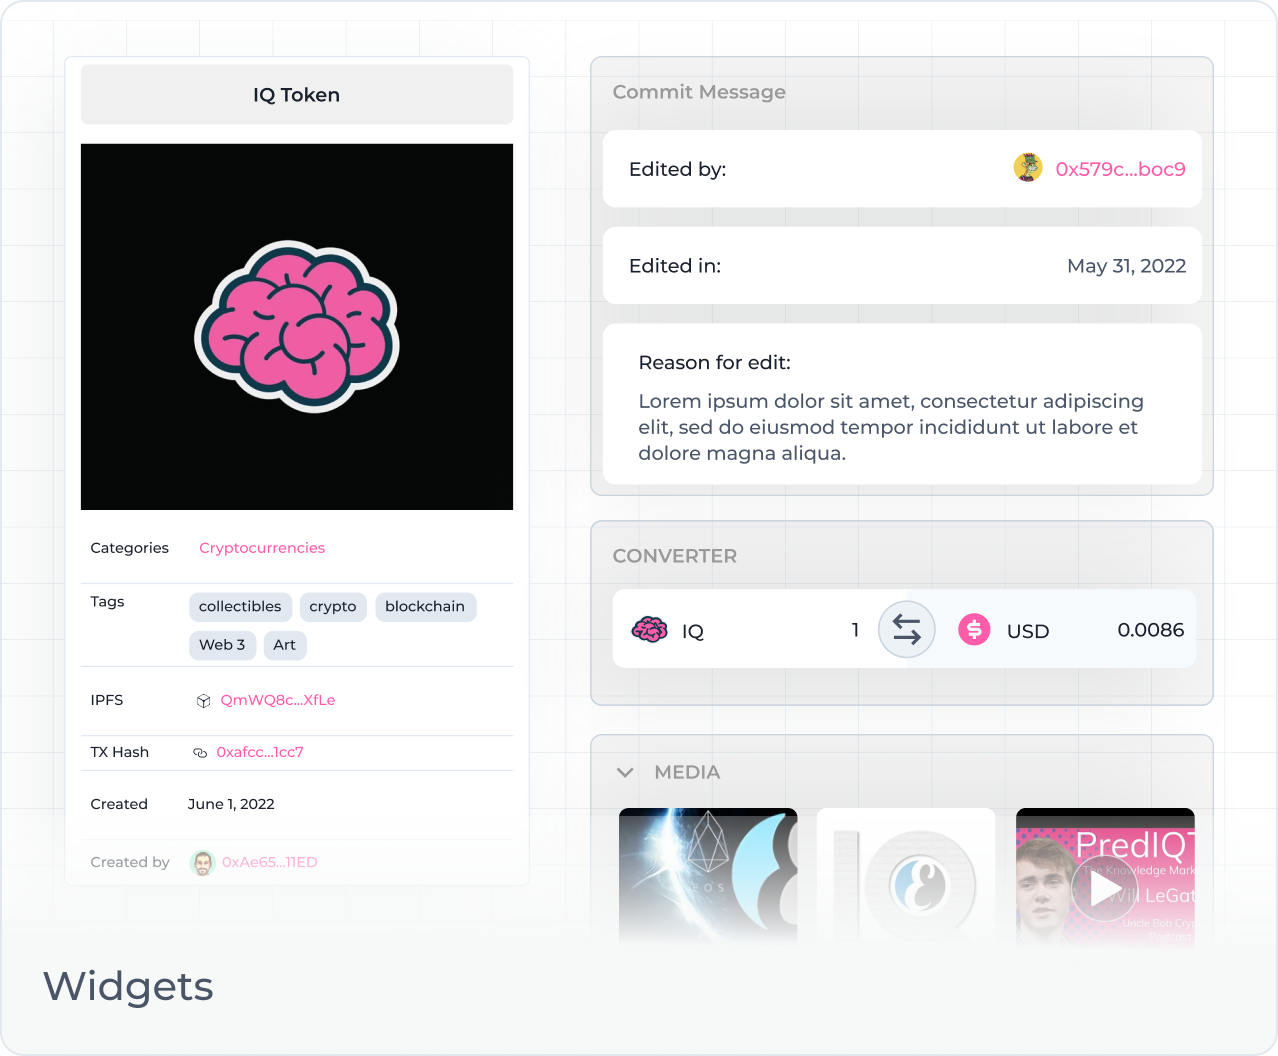 IQ Token
Categories Cryptocurrencies
Tags collectibles crypto blockchain
Web 3 Art
IPFS QmWQ8c...XfLe
TX Hash 0xafcc...1cc7
Created June 1, 2022
Created by 0xAe65...11ED
Commit Message
Edited by: 0x579c...boc9
Edited in: May 31, 2022
Reason for edit:
Lorem ipsum dolor sit amet, consectetur adipiscing
elit, sed do eiusmod tempor incididunt ut labore et
dolore magna aliqua.
CONVERTER
IQ 1 USD 0.0086
MEDIA
EOS
PredIQT
The Knowledge Mark
Will LeGat
Uncle Bob Cryp
Podcast
Widgets